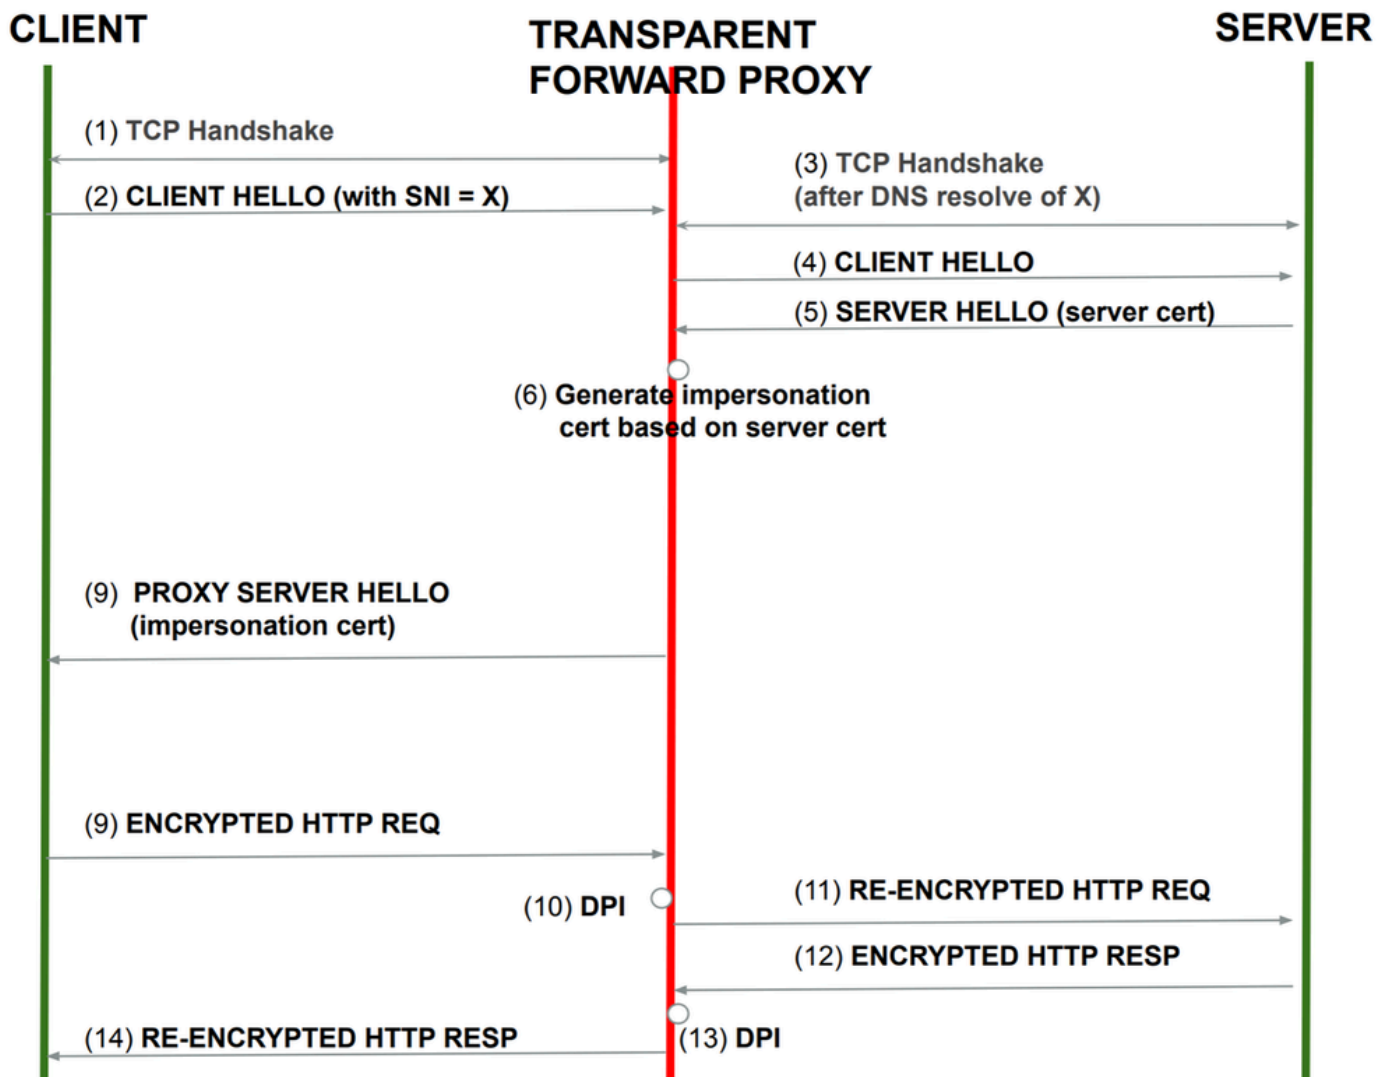 CLIENT
TRANSPARENT
FORWARD PROXY
SERVER
(1) TCP Handshake
(2) CLIENT HELLO (with SNI = X)
(3) TCP Handshake
(after DNS resolve of X)
(4) CLIENT HELLO
(5) SERVER HELLO (server cert)
(6) Generate impersonation
cert based on server cert
(9) PROXY SERVER HELLO
(impersonation cert)
(9) ENCRYPTED HTTP REQ
(10) DPI
(11) RE-ENCRYPTED HTTP REQ
(12) ENCRYPTED HTTP RESP
(13) DPI
(14) RE-ENCRYPTED HTTP RESP